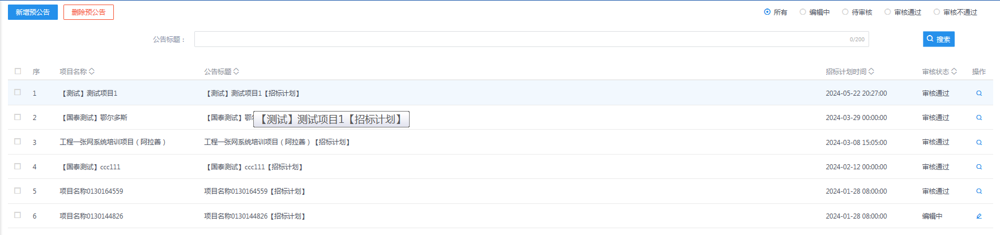 新增预公告 删除预公告 所有 编辑中 待审核 审核通过 审核不通过
公告标题： 0/200 搜索
序 项目名称 公告标题 招标计划时间 审核状态 操作
1 【测试】测试项目1 【测试】测试项目1【招标计划】 2024-05-22 20:27:00 审核通过
2 【国泰测试】鄂尔多斯 【国泰测试】鄂 2024-03-29 00:00:00 审核通过
【测试】测试项目1【招标计划】
3 工程一张网系统培训项目（阿拉善） 工程一张网系统培训项目（阿拉善）【招标计划】 2024-03-08 15:05:00 审核通过
4 【国泰测试】ccc111 【国泰测试】ccc111【招标计划】 2024-02-12 00:00:00 审核通过
5 项目名称0130164559 项目名称0130164559【招标计划】 2024-01-28 08:00:00 审核通过
6 项目名称0130144826 项目名称0130144826【招标计划】 2024-01-28 08:00:00 编辑中